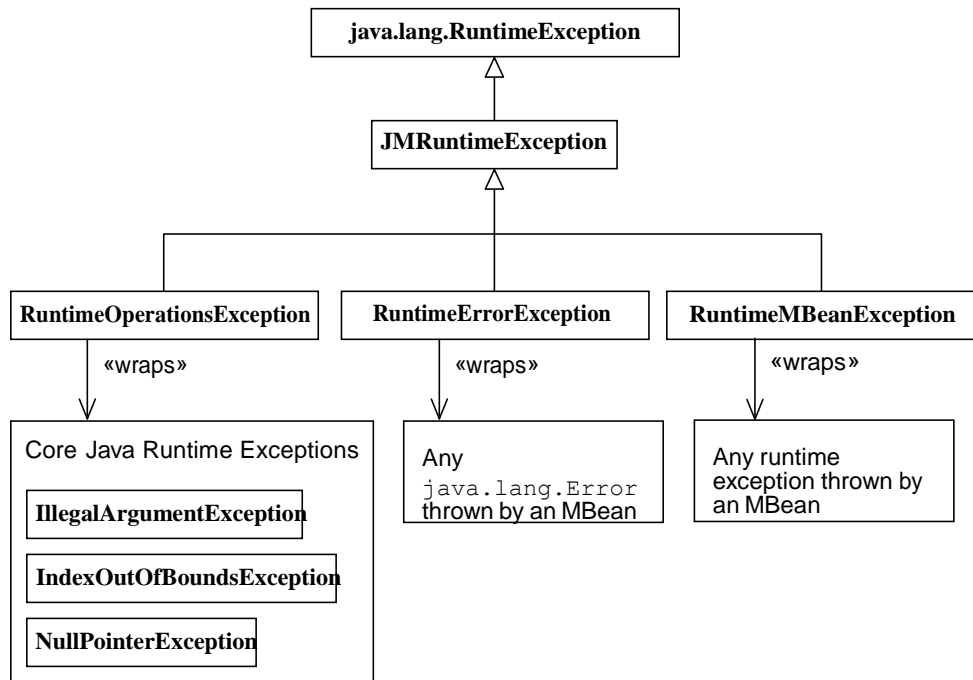 java.lang.RuntimeException
JMRuntimeException
RuntimeOperationsException
RuntimeErrorException
RuntimeMBeanException
«wraps»
«wraps»
«wraps»
Core Java Runtime Exceptions
IllegalArgumentException
IndexOutOfBoundsException
NullPointerException
Any
java.lang.Error
thrown by an MBean
Any runtime
exception thrown by
an MBean